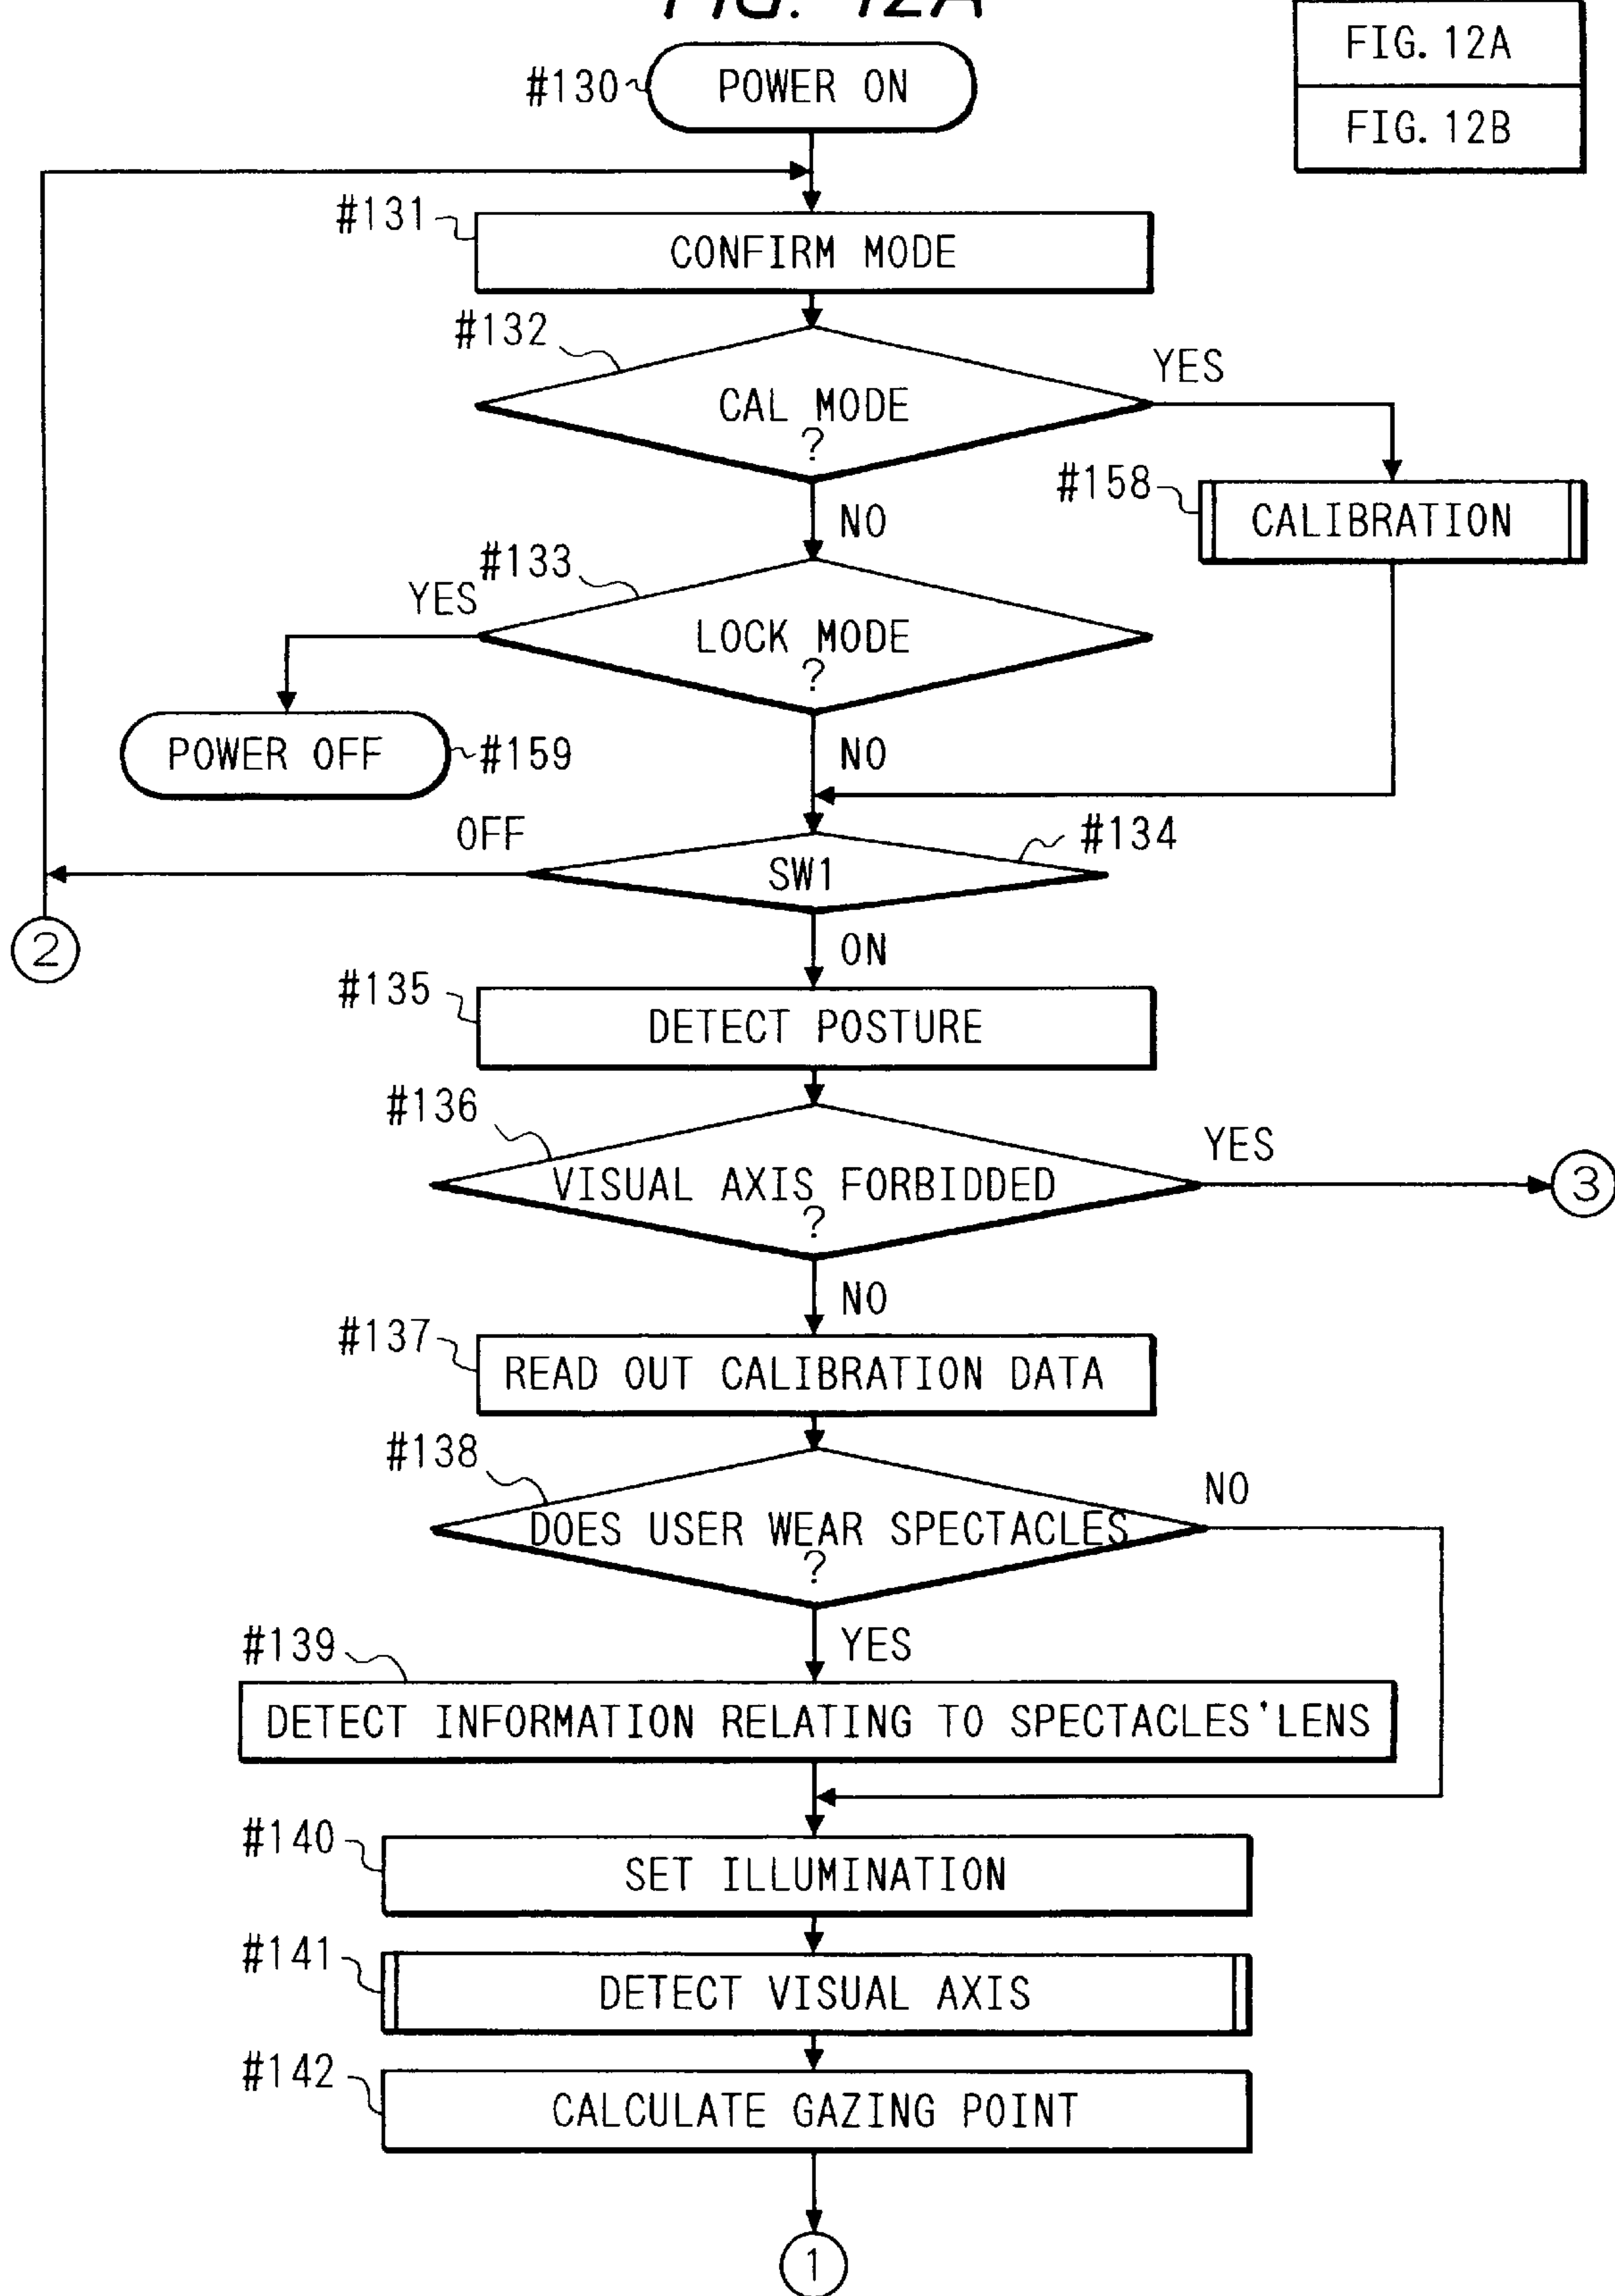 FIG. 12A
FIG. 12A
FIG. 12B
#130
POWER ON
#131
CONFIRM MODE
#132
CAL MODE
?
YES
NO
#158
CALIBRATION
#133
YES
LOCK MODE
?
NO
POWER OFF
#159
OFF
#134
SW1
ON
2
#135
DETECT POSTURE
#136
VISUAL AXIS FORBIDDED
?
YES
3
NO
#137
READ OUT CALIBRATION DATA
#138
DOES USER WEAR SPECTACLES
?
NO
YES
#139
DETECT INFORMATION RELATING TO SPECTACLES'LENS
#140
SET ILLUMINATION
#141
DETECT VISUAL AXIS
#142
CALCULATE GAZING POINT
1